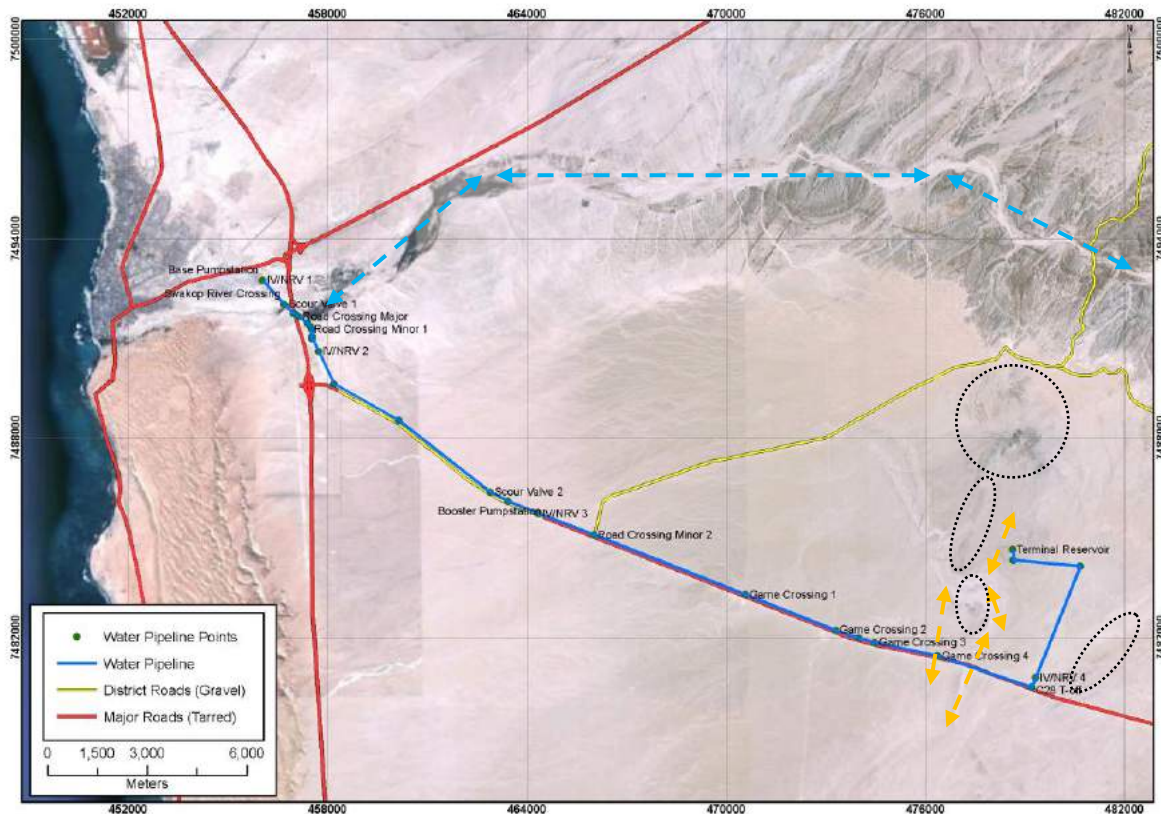 452000 458000 464000 470000 476000 482000
7500000
7500000
N
7494000
7494000
Base Pumpstation
IV/NRV 1
Swakop River Crossing
Scour Valve 1
Road Crossing Major
Road Crossing Minor 1
IV/NRV 2
7488000
7488000
Scour Valve 2
Booster Pumpstation
IV/NRV 3
Road Crossing Minor 2
Terminal Reservoir
Game Crossing 1
7482000
7482000
Game Crossing 2
Game Crossing 3
Game Crossing 4
IV/NRV 4
Water Pipeline Points
Water Pipeline
District Roads (Gravel)
Major Roads (Tarred)
0 1,500 3,000 6,000
Meters
452000 458000 464000 470000 476000 482000